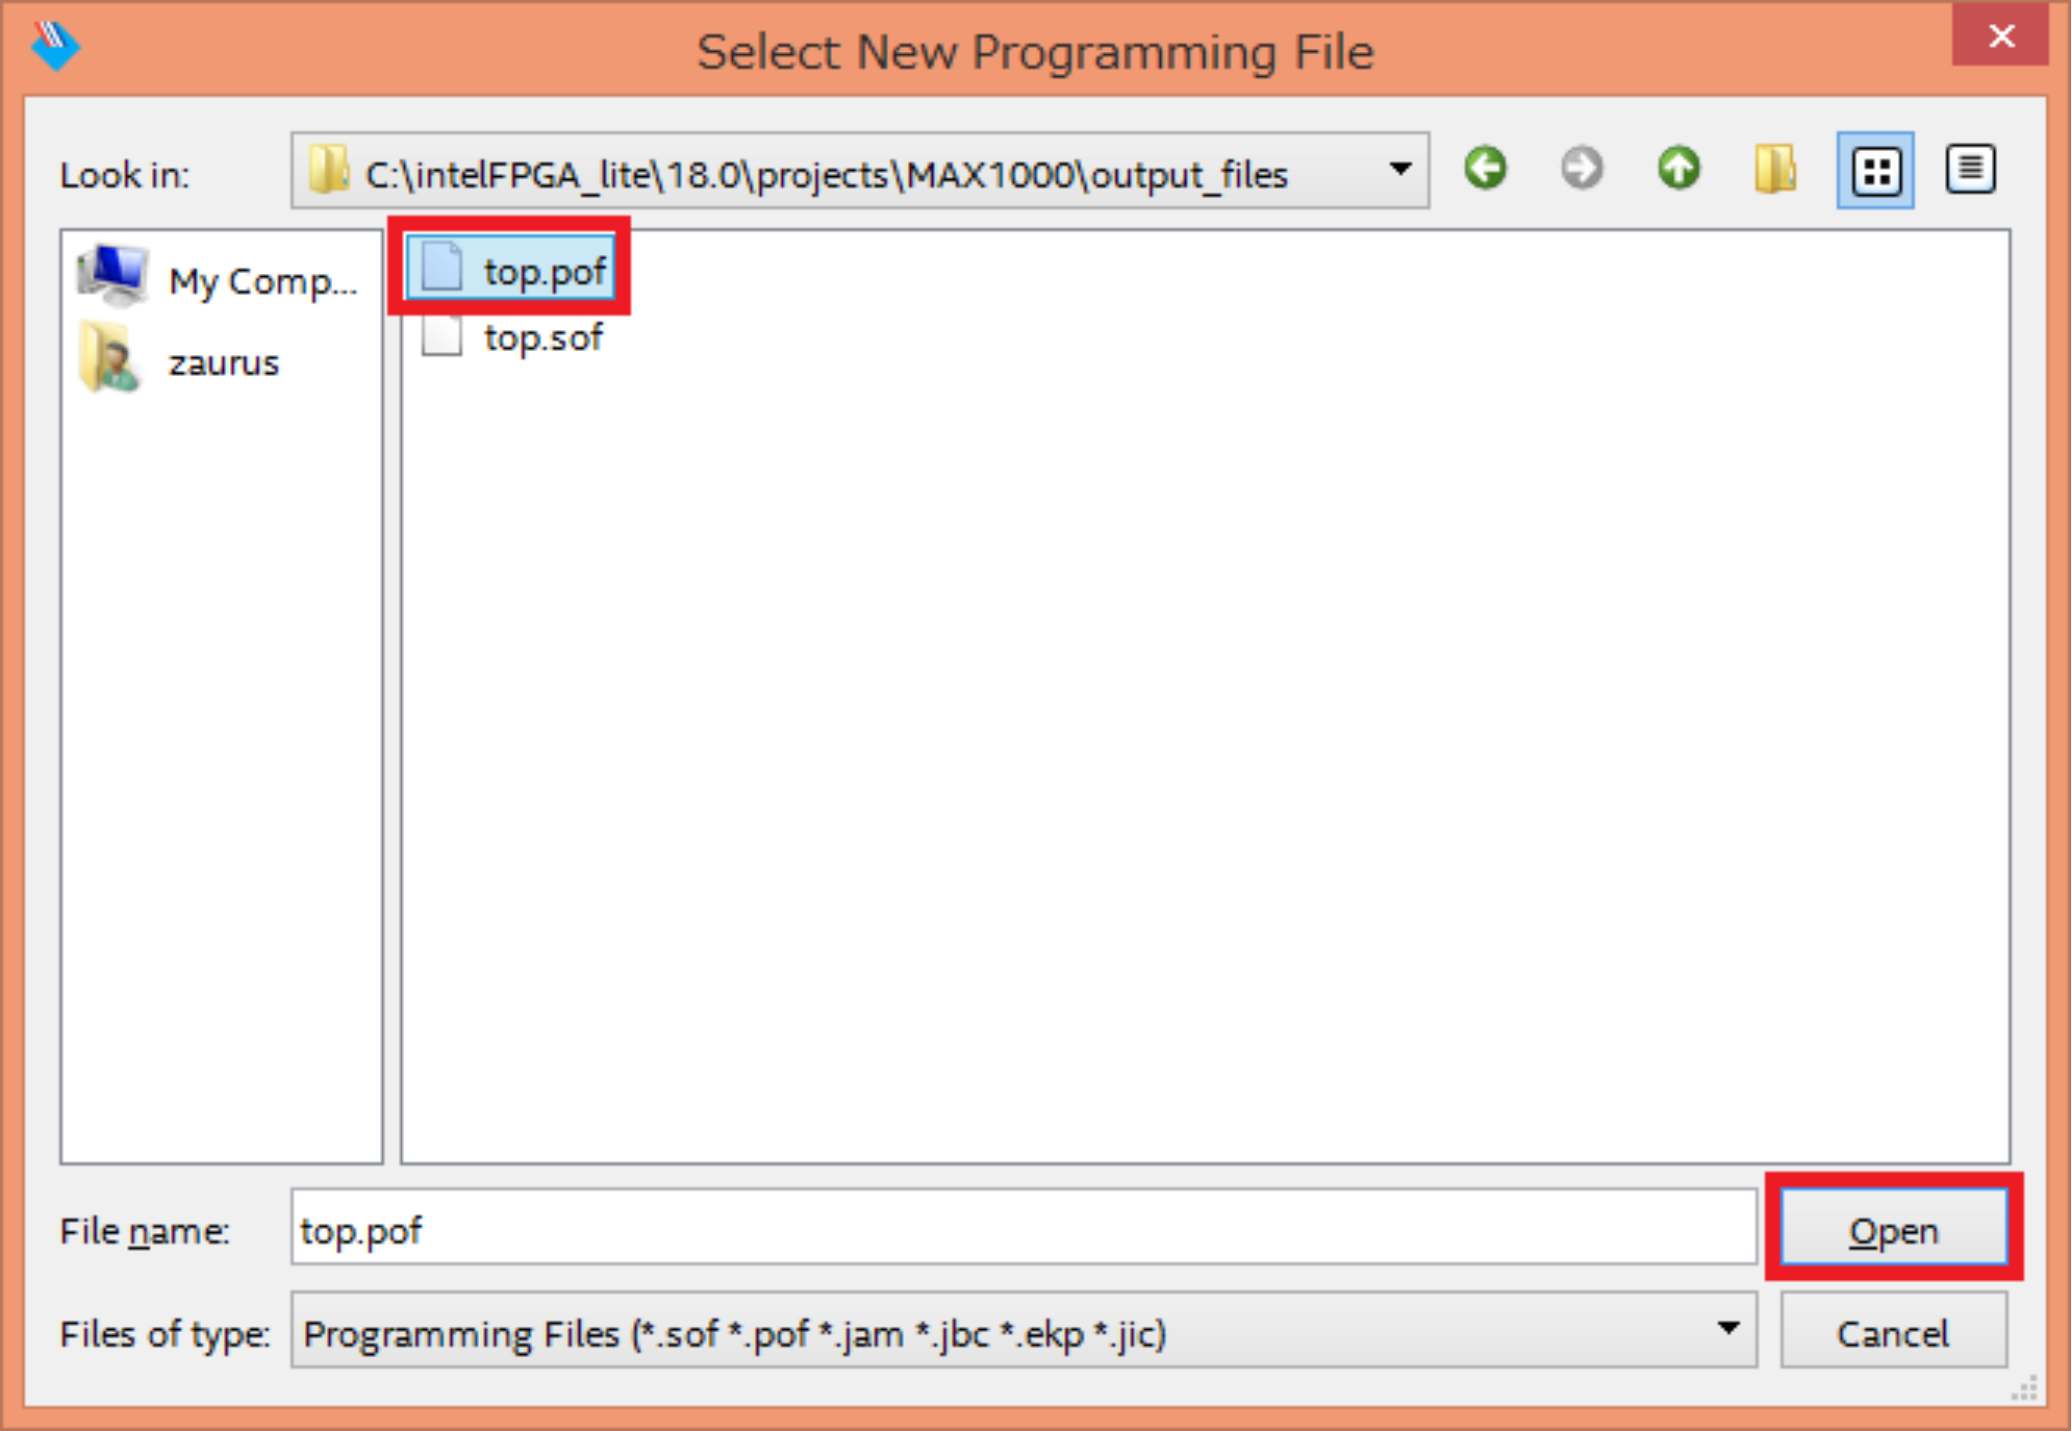 Select New Programming File
Look in: C:\intelFPGA_lite\18.0\projects\MAX1000\output_files
My Comp...
zaurus
top.pof
top.sof
File name: top.pof
Open
Files of type: Programming Files (*.sof *.pof *.jam *.jbc *.ekp *.jic)
Cancel